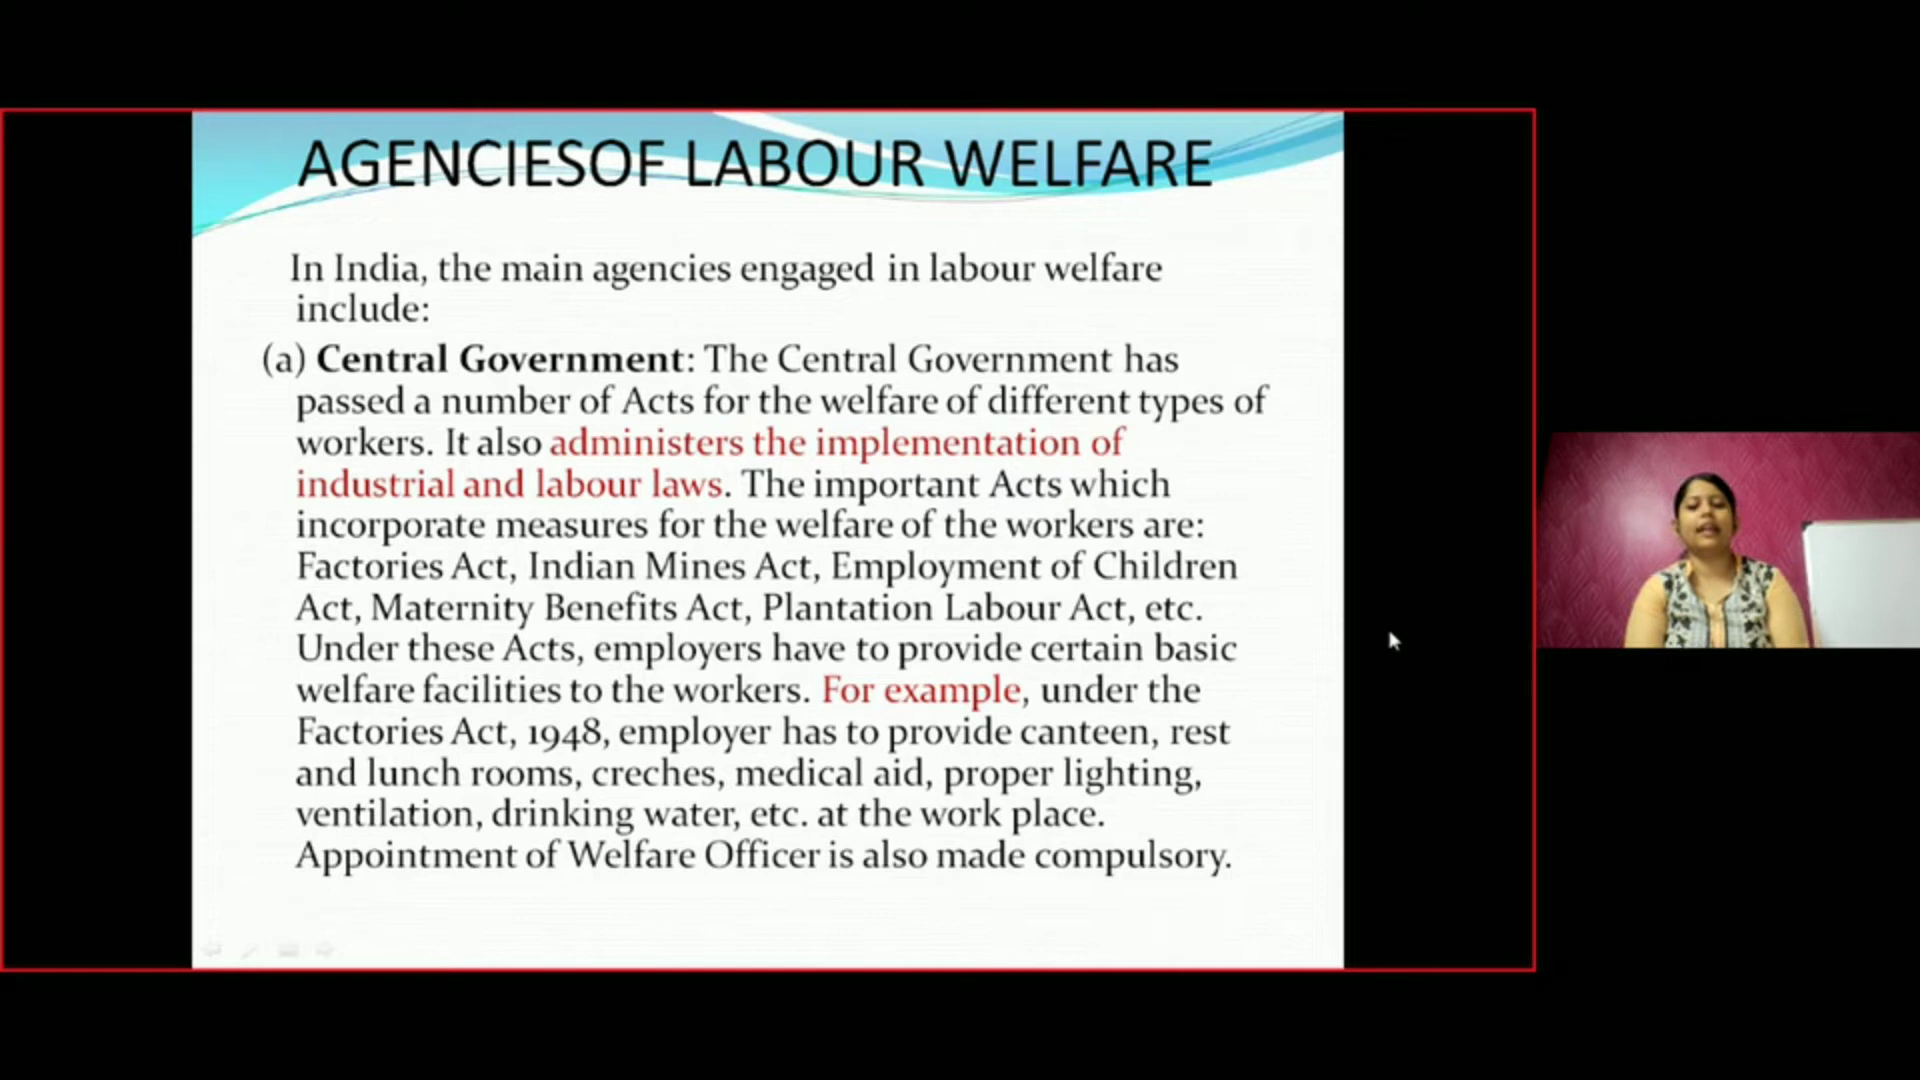 AGENCIESOF LABOUR WELFARE
In India, the main agencies engaged in labour welfare
include:
(a) Central Government: The Central Government has
passed a number of Acts for the welfare of different types of
workers. It also administers the implementation of
industrial and labour laws. The important Acts which
incorporate measures for the welfare of the workers are:
Factories Act, Indian Mines Act, Employment of Children
Act, Maternity Benefits Act, Plantation Labour Act, etc.
Under these Acts, employers have to provide certain basic
welfare facilities to the workers. For example, under the
Factories Act, 1948, employer has to provide canteen, rest
and lunch rooms, creches, medical aid, proper lighting,
ventilation, drinking water, etc. at the work place.
Appointment of Welfare Officer is also made compulsory.